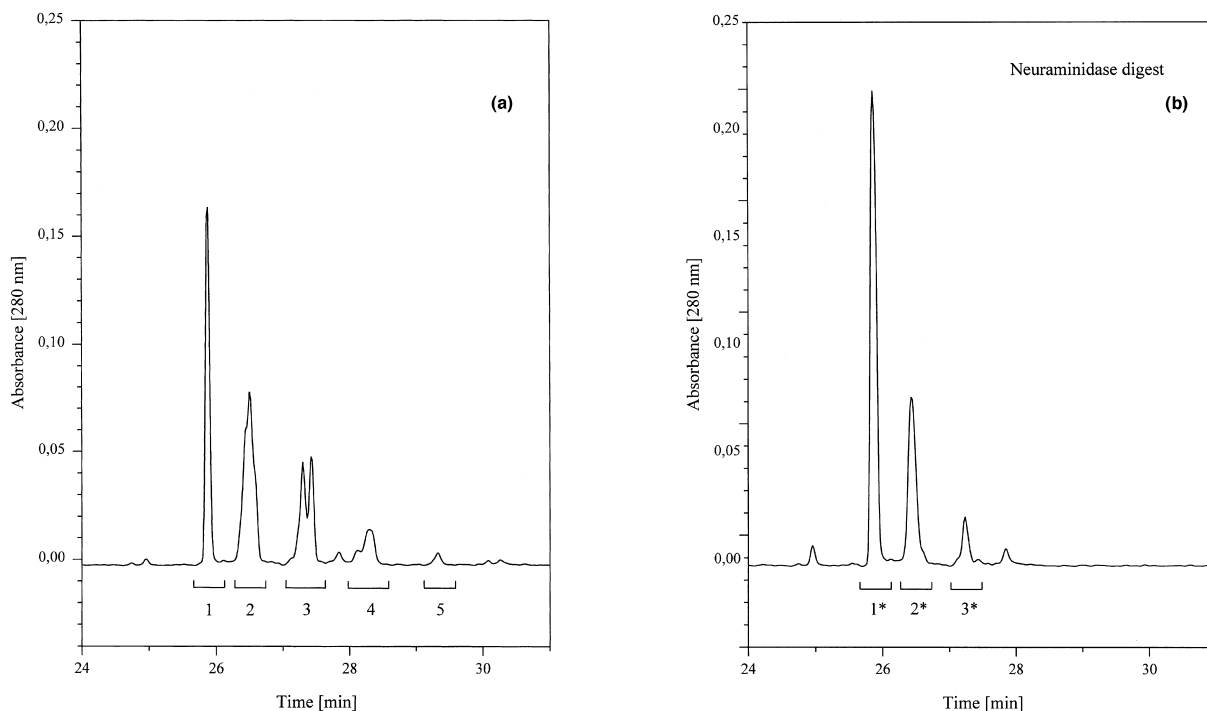 0,25
0,20
0,15
0,10
0,05
0,00
Absorbance [280 nm]
(a)
1 2 3 4 5
24 26 28 30
Time [min]
0,25
0,20
0,15
0,10
0,05
0,00
Absorbance [280 nm]
Neuraminidase digest
(b)
1* 2* 3*
24 26 28 30
Time [min]